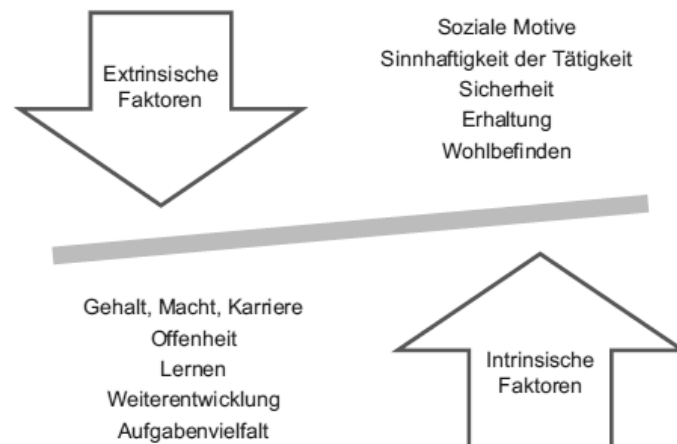 Extrinsische
Faktoren
Soziale Motive
Sinnhaftigkeit der Tätigkeit
Sicherheit
Erhaltung
Wohlbefinden
Gehalt, Macht, Karriere
Offenheit
Lernen
Weiterentwicklung
Aufgabenvielfalt
Intrinsische
Faktoren